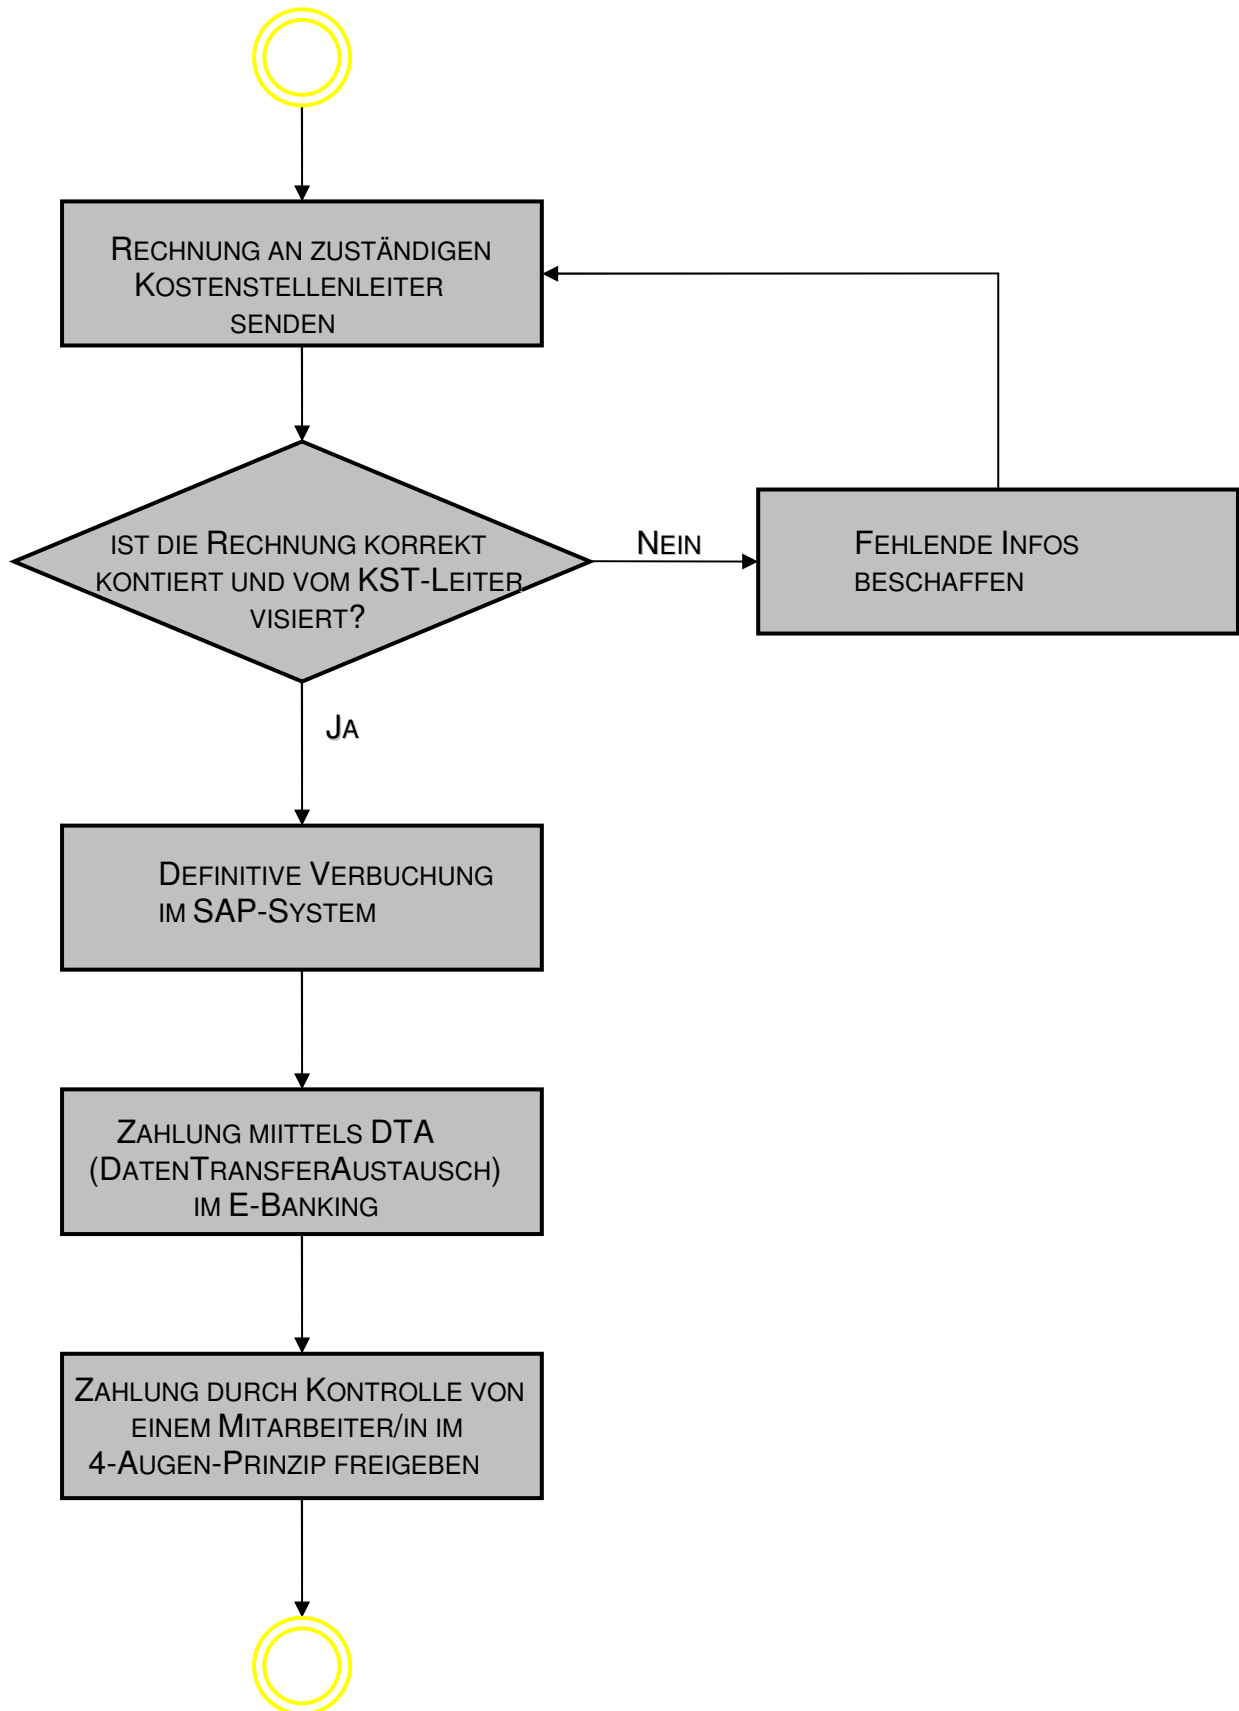 RECHNUNG AN ZUSTÄNDIGEN
KOSTENSTELLENLEITER
SENDEN
IST DIE RECHNUNG KORREKT
KONTIERT UND VOM KST-LEITER
VISIERT?
NEIN
FEHLENDE INFOS
BESCHAFFEN
JA
DEFINITIVE VERBUCHUNG
IM SAP-SYSTEM
ZAHLUNG MIITTELS DTA
(DATENTRANSFERAUSTAUSCH)
IM E-BANKING
ZAHLUNG DURCH KONTROLLE VON
EINEM MITARBEITER/IN IM
4-AUGEN-PRINZIP FREIGEBEN